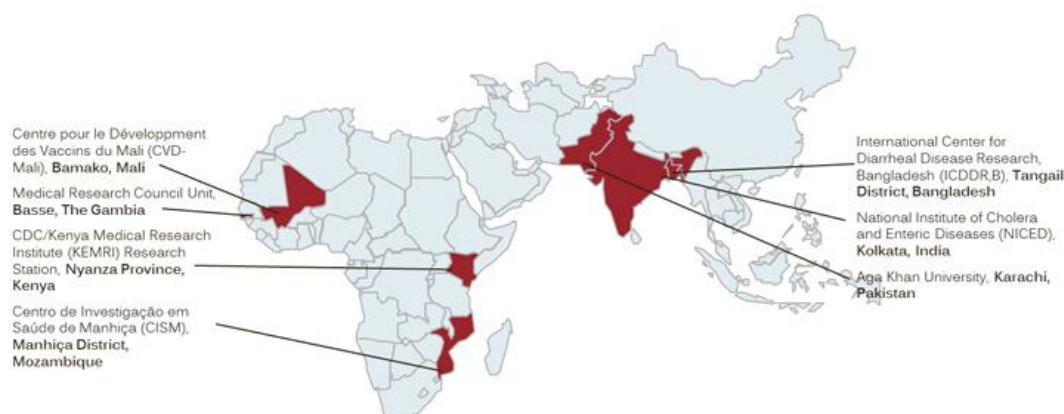 Centre pour le Développment
des Vaccins du Mali (CVD-
Mali), Bamako, Mali
Medical Research Council Unit,
Basse, The Gambia
CDC/Kenya Medical Research
Institute (KEMRI) Research
Station, Nyanza Province,
Kenya
Centro de Investigação em
Saúde de Manhiça (CISM),
Manhiça District,
Mozambique
International Center for
Diarrheal Disease Research,
Bangladesh (ICDDR,B), Tangail
District, Bangladesh
National Institute of Cholera
and Enteric Diseases (NICED),
Kolkata, India
Aga Khan University, Karachi,
Pakistan